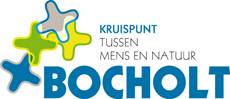 KRUISPUNT
TUSSEN
MENS EN NATUUR
BOCHOLT